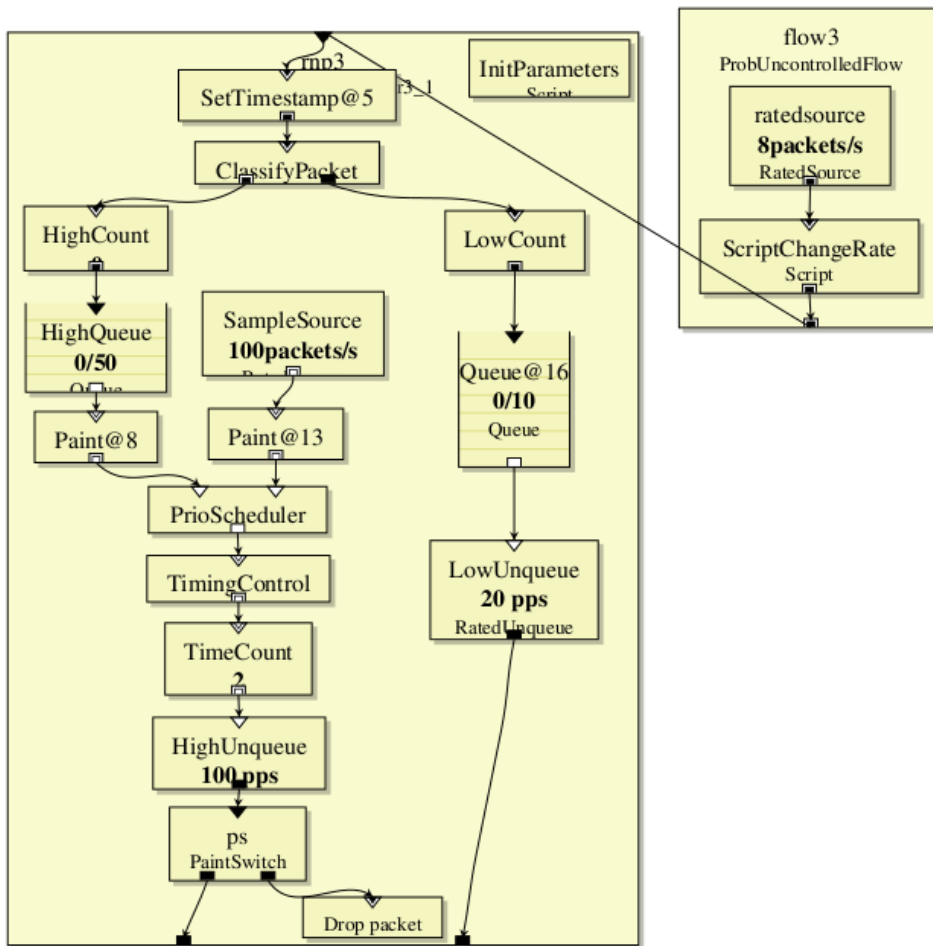 rnp3
r3_1
SetTimestamp@5
InitParameters
Script
ClassifyPacket
HighCount
LowCount
HighQueue
0/50
SampleSource
100packets/s
Queue@16
0/10
Queue
Paint@8
Paint@13
PrioScheduler
TimingControl
LowUnqueue
20 pps
RatedUnqueue
TimeCount
2
HighUnqueue
100 pps
ps
PaintSwitch
Drop packet
flow3
ProbUncontrolledFlow
ratedsource
8packets/s
RatedSource
ScriptChangeRate
Script